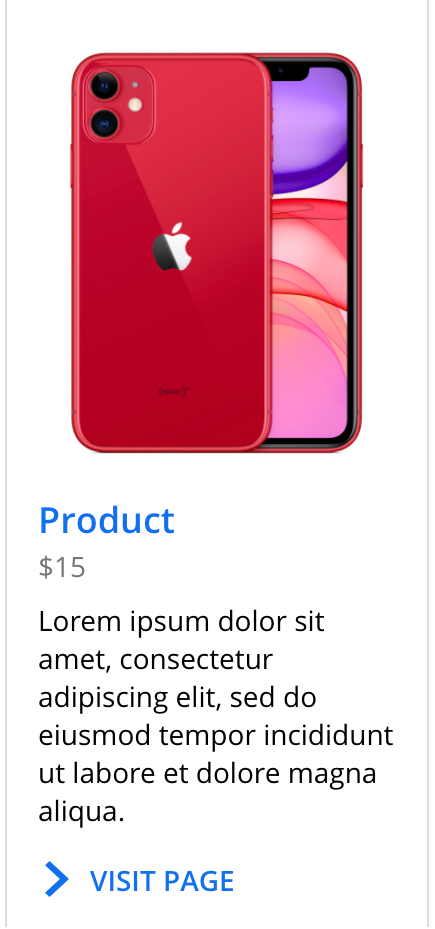 Product
$15
Lorem ipsum dolor sit
amet, consectetur
adipiscing elit, sed do
eiusmod tempor incididunt
ut labore et dolore magna
aliqua.
VISIT PAGE